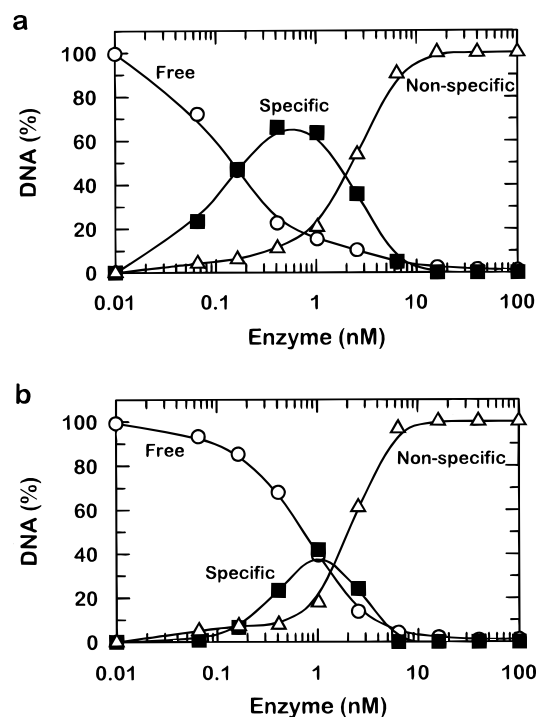 a
100
80
60
40
20
0
DNA (%)
Free
Specific
Non-specific
0.01 0.1 1 10 100
Enzyme (nM)
b
100
80
60
40
20
0
DNA (%)
Free
Specific
Non-specific
0.01 0.1 1 10 100
Enzyme (nM)